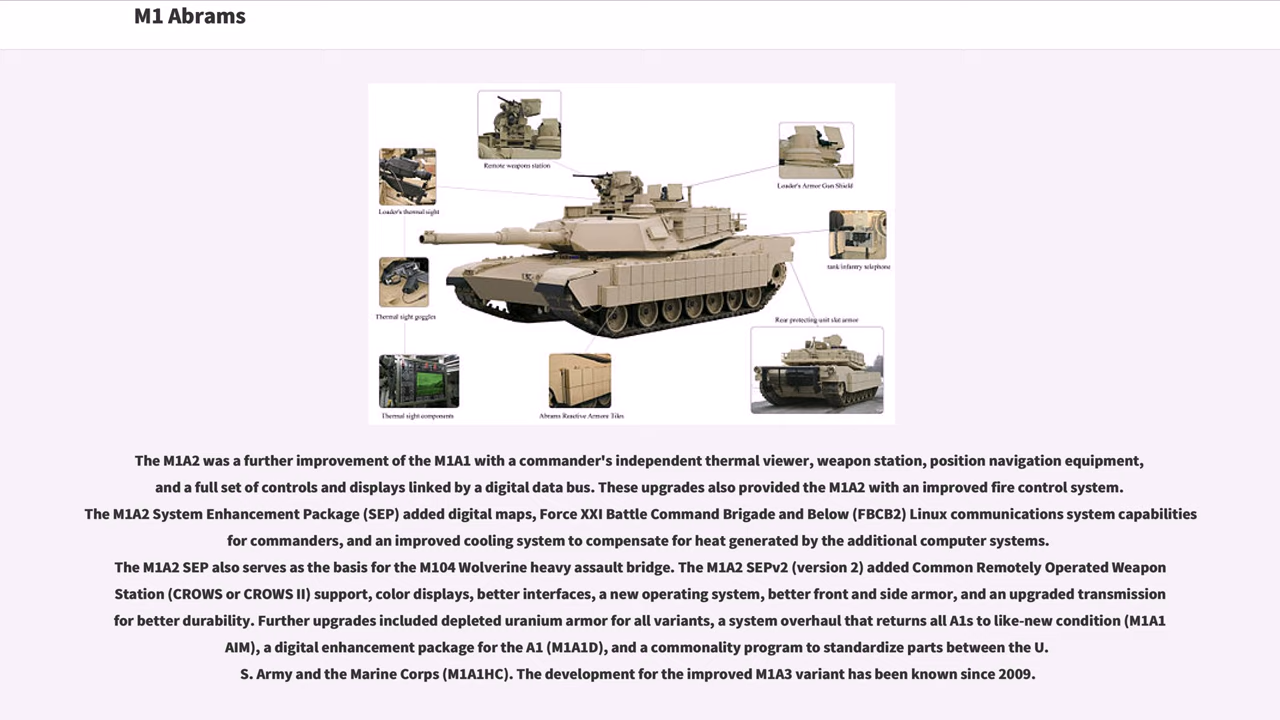 M1 Abrams
Remote weapons station
Loader's Armor Gun Shield
Loader's thermal sight
tank infantry telephone
Thermal sight goggles
Rear protecting unit slat armor
Thermal sight components
Abrams Reactive Armore Tiles
The M1A2 was a further improvement of the M1A1 with a commander's independent thermal viewer, weapon station, position navigation equipment,
and a full set of controls and displays linked by a digital data bus. These upgrades also provided the M1A2 with an improved fire control system.
The M1A2 System Enhancement Package (SEP) added digital maps, Force XXI Battle Command Brigade and Below (FBCB2) Linux communications system capabilities
for commanders, and an improved cooling system to compensate for heat generated by the additional computer systems.
The M1A2 SEP also serves as the basis for the M104 Wolverine heavy assault bridge. The M1A2 SEPv2 (version 2) added Common Remotely Operated Weapon
Station (CROWS or CROWS II) support, color displays, better interfaces, a new operating system, better front and side armor, and an upgraded transmission
for better durability. Further upgrades included depleted uranium armor for all variants, a system overhaul that returns all A1s to like-new condition (M1A1
AIM), a digital enhancement package for the A1 (M1A1D), and a commonality program to standardize parts between the U.
S. Army and the Marine Corps (M1A1HC). The development for the improved M1A3 variant has been known since 2009.